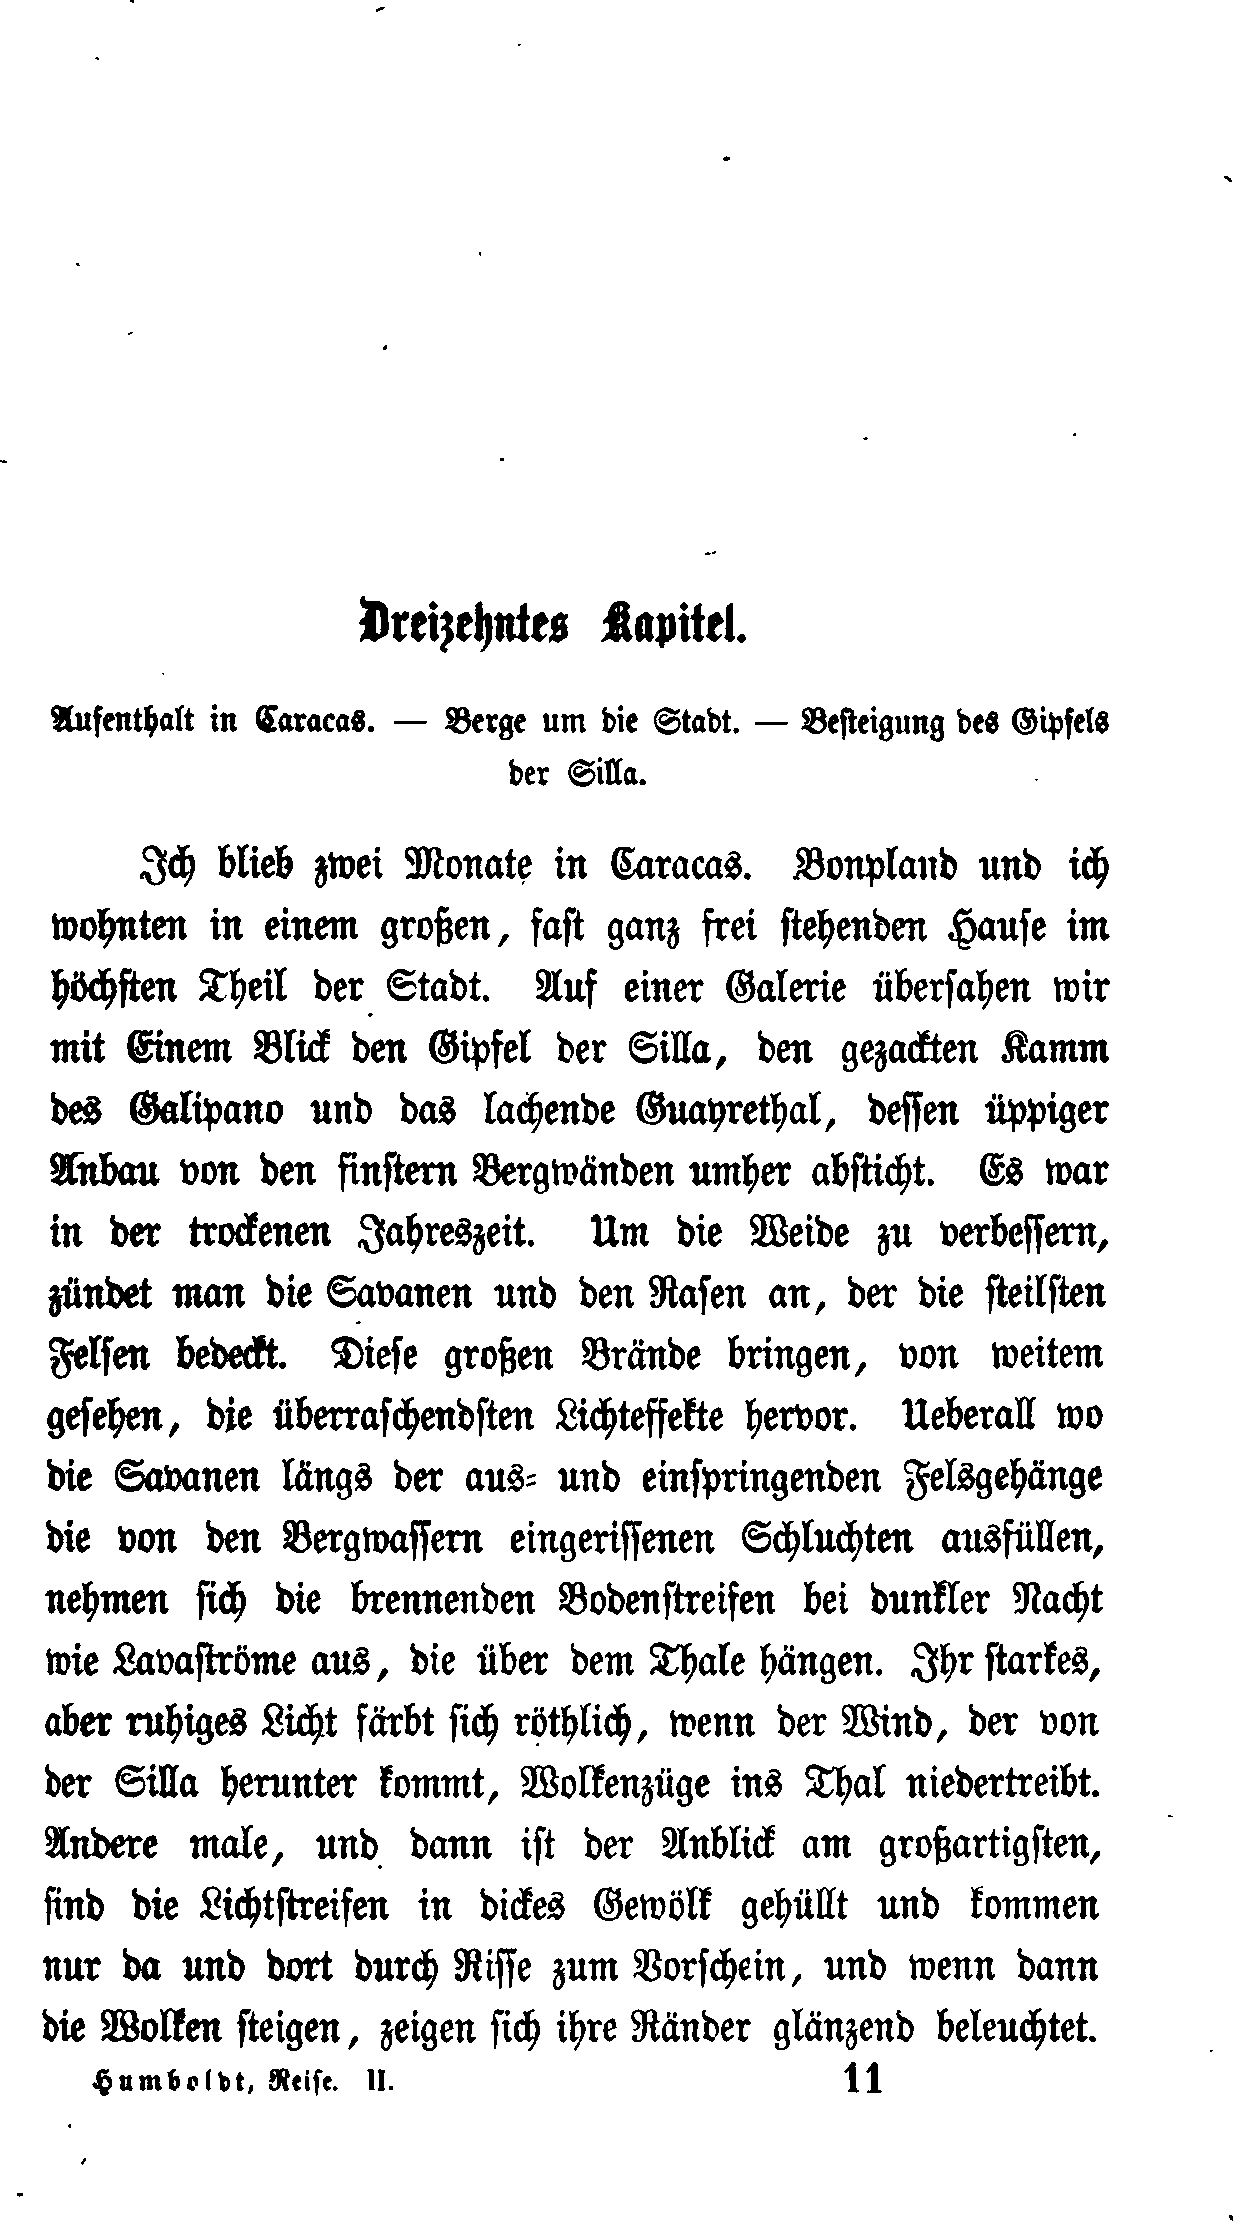 Dreizehntes Kapitel.
Aufenthalt in Caracas. — Berge um die Stadt. — Besteigung des Gipfels
der Silla.
Ich blieb zwei Monate in Caracas. Bonpland und ich
wohnten in einem großen, fast ganz frei stehenden Hause im
höchsten Theil der Stadt. Auf einer Galerie übersahen wir
mit Einem Blick den Gipfel der Silla, den gezackten Kamm
des Galipano und das lachende Guayrethal, dessen üppiger
Anbau von den finstern Bergwänden umher absticht. Es war
in der trockenen Jahreszeit. Um die Weide zu verbessern,
zündet man die Savanen und den Rasen an, der die steilsten
Felsen bedeckt. Diese großen Brände bringen, von weitem
gesehen, die überraschendsten Lichteffekte hervor. Ueberall wo
die Savanen längs der aus- und einspringenden Felsgehänge
die von den Bergwassern eingerissenen Schluchten ausfüllen,
nehmen sich die brennenden Bodenstreifen bei dunkler Nacht
wie Lavaströme aus, die über dem Thale hängen. Ihr starkes,
aber ruhiges Licht färbt sich röthlich, wenn der Wind, der von
der Silla herunter kommt, Wolkenzüge ins Thal niedertreibt.
Andere male, und dann ist der Anblick am großartigsten,
sind die Lichtstreifen in dickes Gewölk gehüllt und kommen
nur da und dort durch Risse zum Vorschein, und wenn dann
die Wolken steigen, zeigen sich ihre Ränder glänzend beleuchtet.
Humboldt, Reise. II. 11